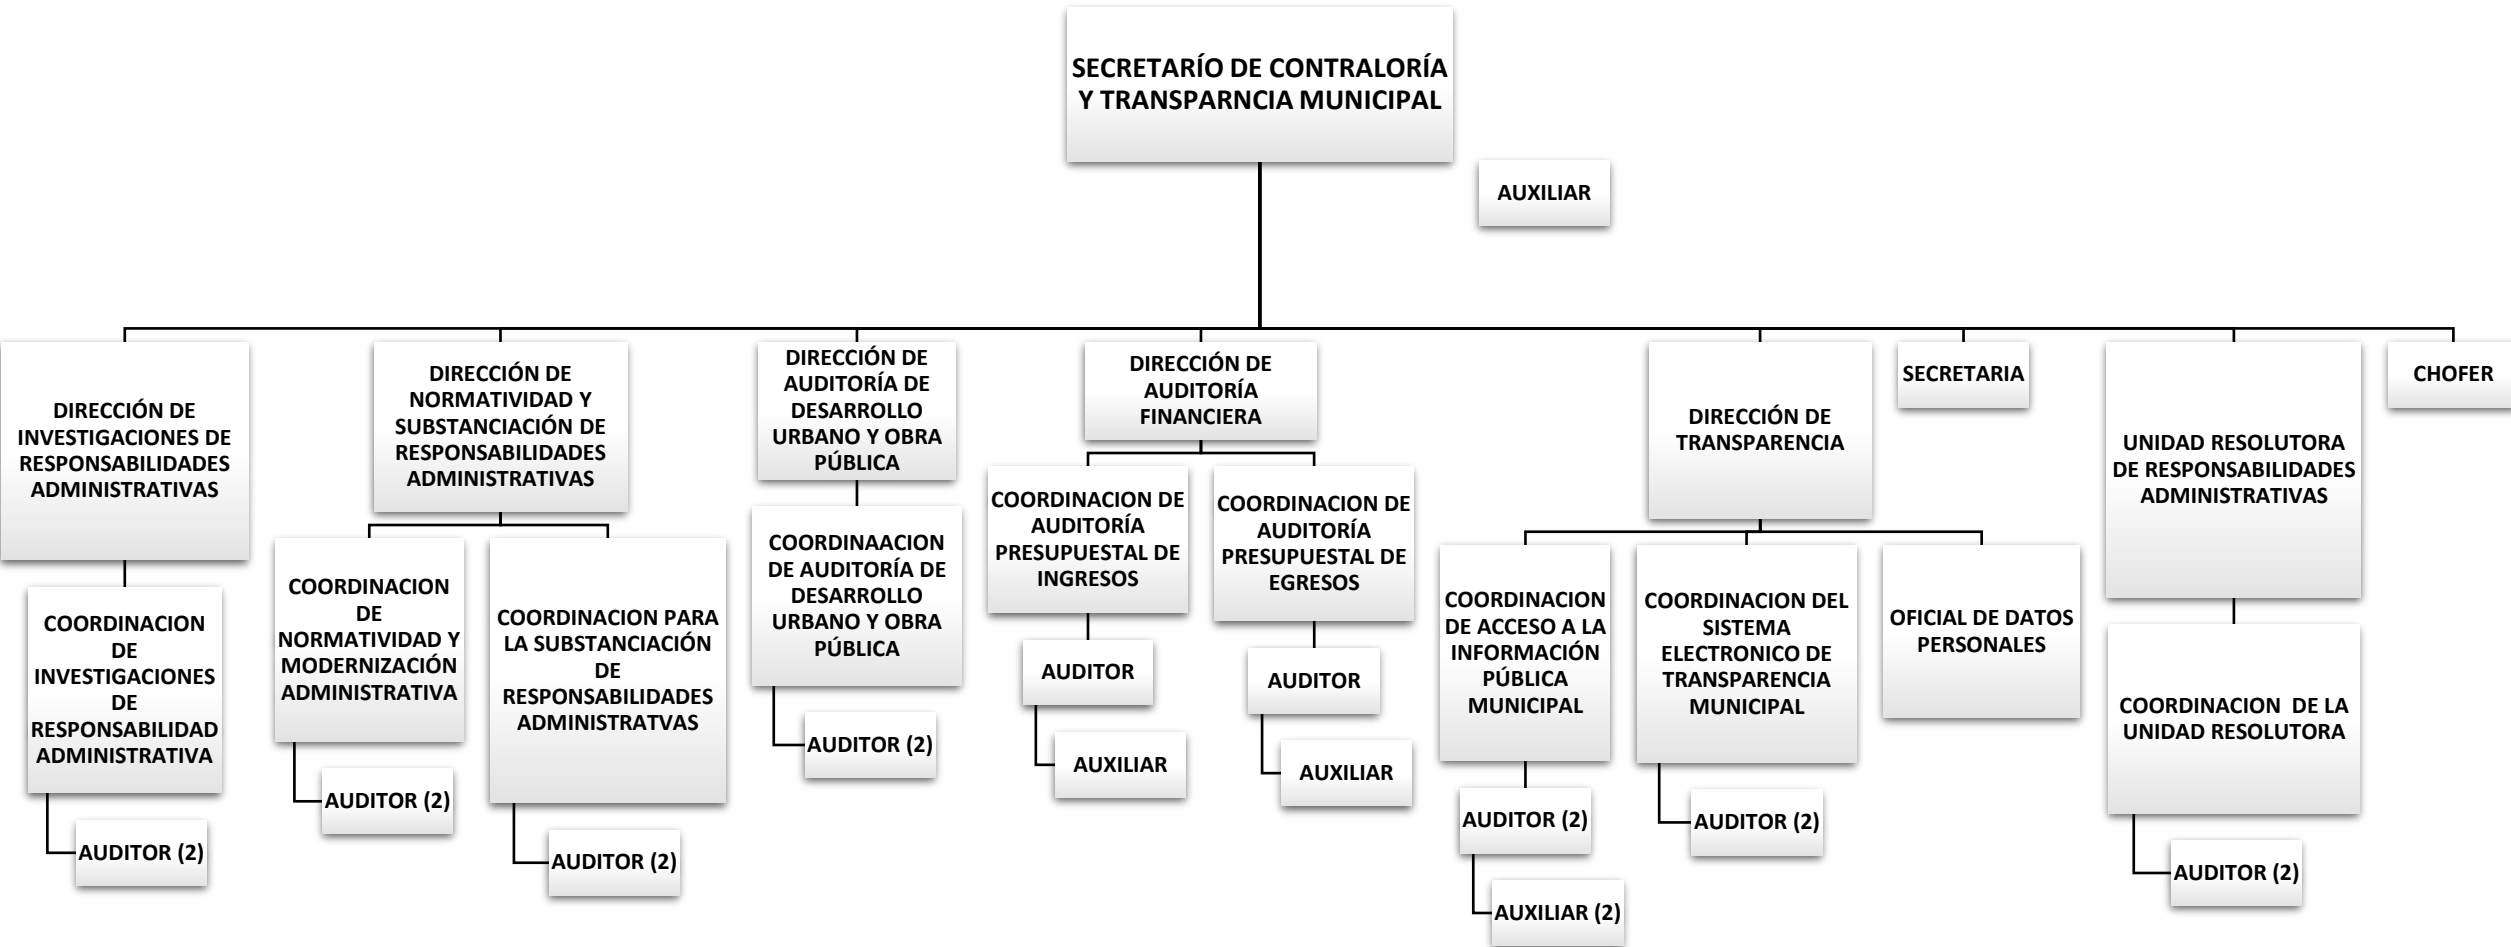 SECRETARÍO DE CONTRALORÍA
Y TRANSPARNCIA MUNICIPAL
AUXILIAR
DIRECCIÓN DE
INVESTIGACIONES DE
RESPONSABILIDADES
ADMINISTRATIVAS
COORDINACION
DE
INVESTIGACIONES
DE
RESPONSABILIDAD
ADMINISTRATIVA
AUDITOR (2)
DIRECCIÓN DE
NORMATIVIDAD Y
SUBSTANCIACIÓN DE
RESPONSABILIDADES
ADMINISTRATIVAS
COORDINACION
DE
NORMATIVIDAD Y
MODERNIZACIÓN
ADMINISTRATIVA
AUDITOR (2)
COORDINACION PARA
LA SUBSTANCIACIÓN
DE
RESPONSABILIDADES
ADMINISTRATVAS
AUDITOR (2)
DIRECCIÓN DE
AUDITORÍA DE
DESARROLLO
URBANO Y OBRA
PÚBLICA
COORDINAACION
DE AUDITORÍA DE
DESARROLLO
URBANO Y OBRA
PÚBLICA
AUDITOR (2)
DIRECCIÓN DE
AUDITORÍA
FINANCIERA
COORDINACION DE
AUDITORÍA
PRESUPUESTAL DE
INGRESOS
AUDITOR
AUXILIAR
COORDINACION DE
AUDITORÍA
PRESUPUESTAL DE
EGRESOS
AUDITOR
AUXILIAR
DIRECCIÓN DE
TRANSPARENCIA
COORDINACION
DE ACCESO A LA
INFORMACIÓN
PÚBLICA
MUNICIPAL
AUDITOR (2)
AUXILIAR (2)
COORDINACION DEL
SISTEMA
ELECTRONICO DE
TRANSPARENCIA
MUNICIPAL
AUDITOR (2)
OFICIAL DE DATOS
PERSONALES
SECRETARIA
UNIDAD RESOLUTORA
DE RESPONSABILIDADES
ADMINISTRATIVAS
COORDINACION  DE LA
UNIDAD RESOLUTORA
AUDITOR (2)
CHOFER